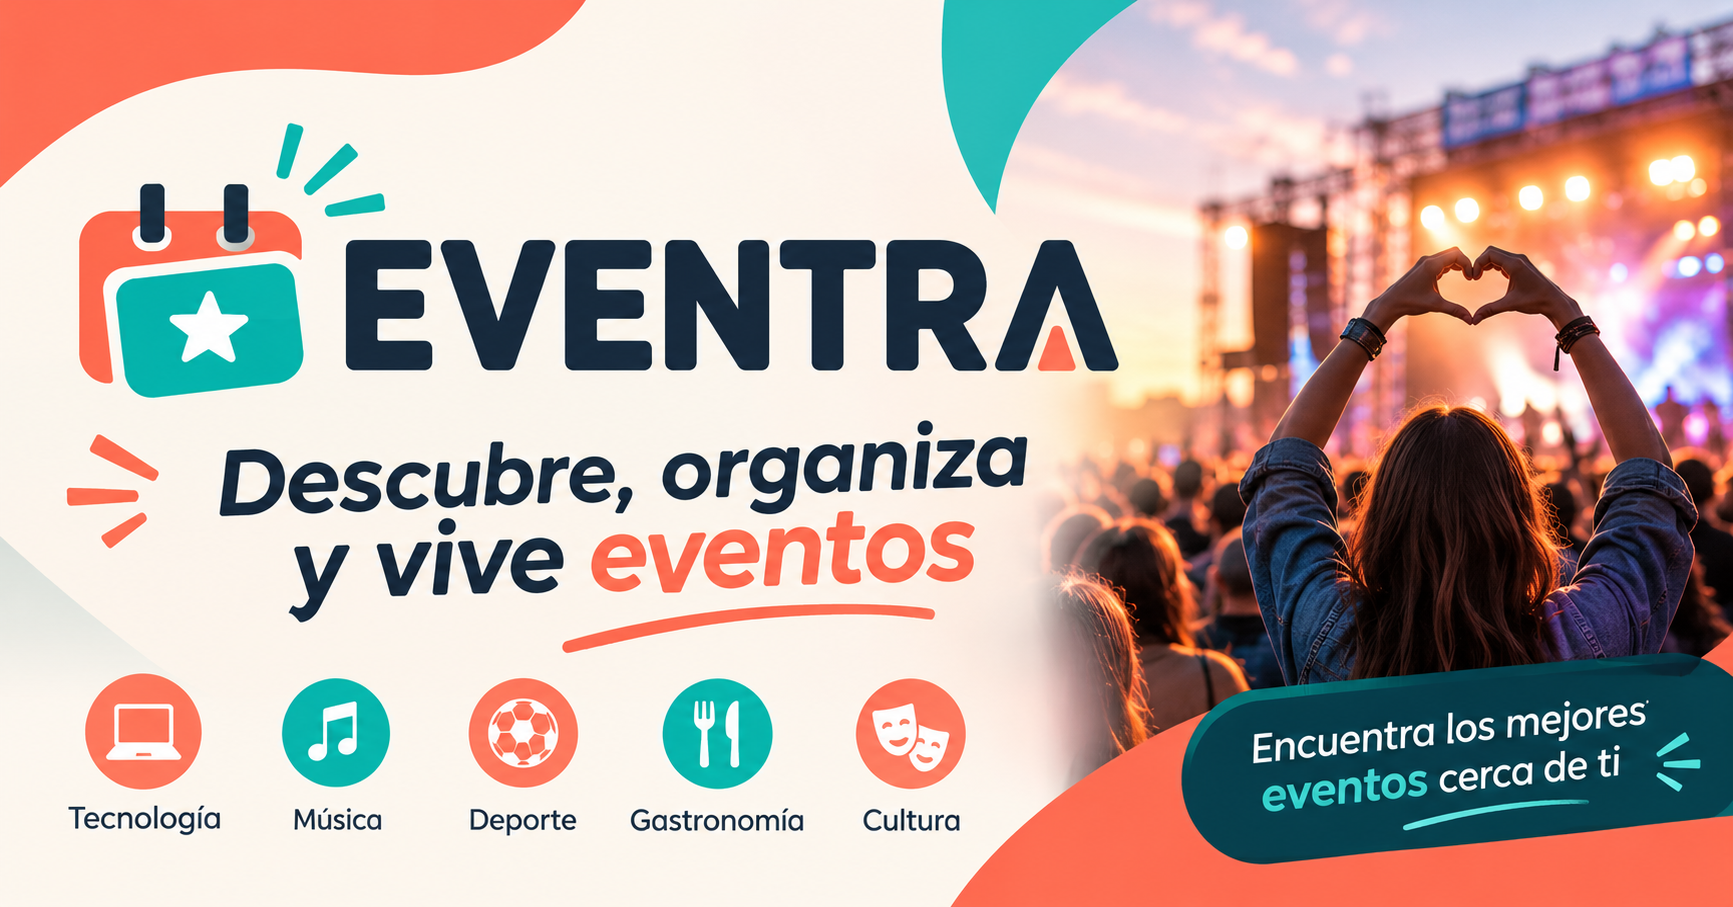 EVENTRA
Descubre, organiza
y vive eventos
Tecnología
Música
Deporte
Gastronomía
Cultura
Encuentra los mejores
eventos cerca de ti